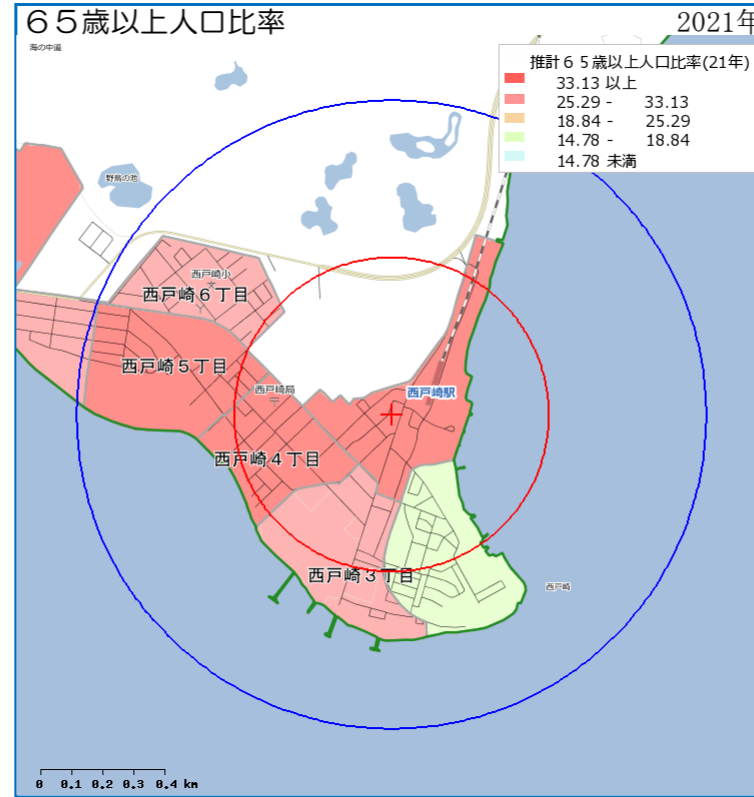 65歳以上人口比率
2021年
海の中道
推計65歳以上人口比率(21年)
33.13 以上
25.29 - 33.13
18.84 - 25.29
14.78 - 18.84
14.78 未満
野鳥の池
西戸崎小
西戸崎6丁目
西戸崎5丁目
西戸崎局
西戸崎駅
西戸崎4丁目
西戸崎3丁目
西戸崎
0 0.1 0.2 0.3 0.4 km